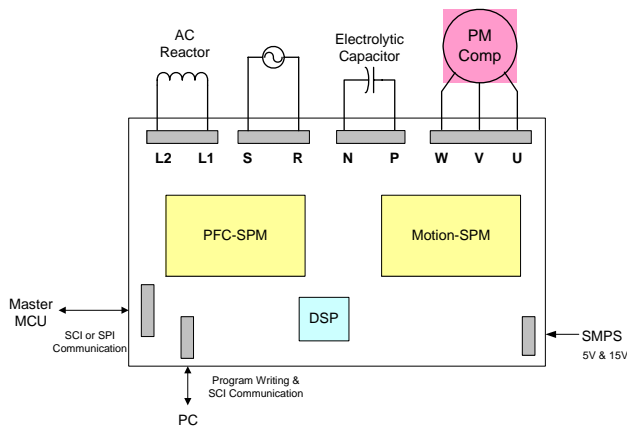 AC
Reactor
Electrolytic
Capacitor
PM
Comp
L2 L1 S R N P W V U
PFC-SPM
Motion-SPM
Master
MCU
SCI or SPI
Communication
DSP
SMPS
5V & 15V
Program Writing &
SCI Communication
PC